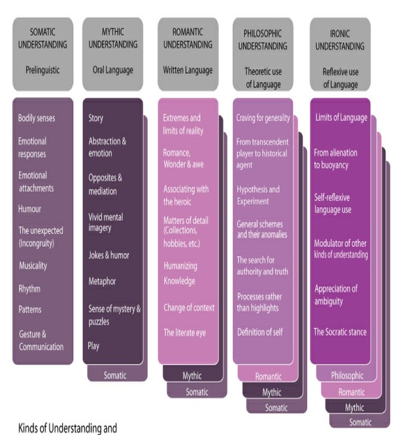 SOMATIC
UNDERSTANDING
Prelinguistic
Bodily senses
Emotional
responses
Emotional
attachments
Humour
The unexpected
(Incongruity)
Musicality
Rhythm
Patterns
Gesture &
Communication
MYTHIC
UNDERSTANDING
Oral Language
Story
Abstraction &
emotion
Opposites &
mediation
Vivid mental
imagery
Jokes & humor
Metaphor
Sense of mystery &
puzzles
Play
Somatic
ROMANTIC
UNDERSTANDING
Written Language
Extremes and
limits of reality
Romance,
Wonder & awe
Associating with
the heroic
Matters of detail
(Collections,
hobbies, etc.)
Humanizing
Knowledge
Change of context
The literate eye
Mythic
Somatic
PHILOSOPHIC
UNDERSTANDING
Theoretic use
of Language
Craving for generality
From transcendent
player to historical
agent
Hypothesis and
Experiment
General schemes
and their anomalies
The search for
authority and truth
Processes rather
than highlights
Definition of self
Romantic
Mythic
Somatic
IRONIC
UNDERSTANDING
Reflexive use
of Language
Limits of Language
From alienation
to buoyancy
Self-reflexive
language use
Modulator of other
kinds of understanding
Appreciation of
ambiguity
The Socratic stance
Philosophic
Romantic
Mythic
Somatic
Kinds of Understanding and